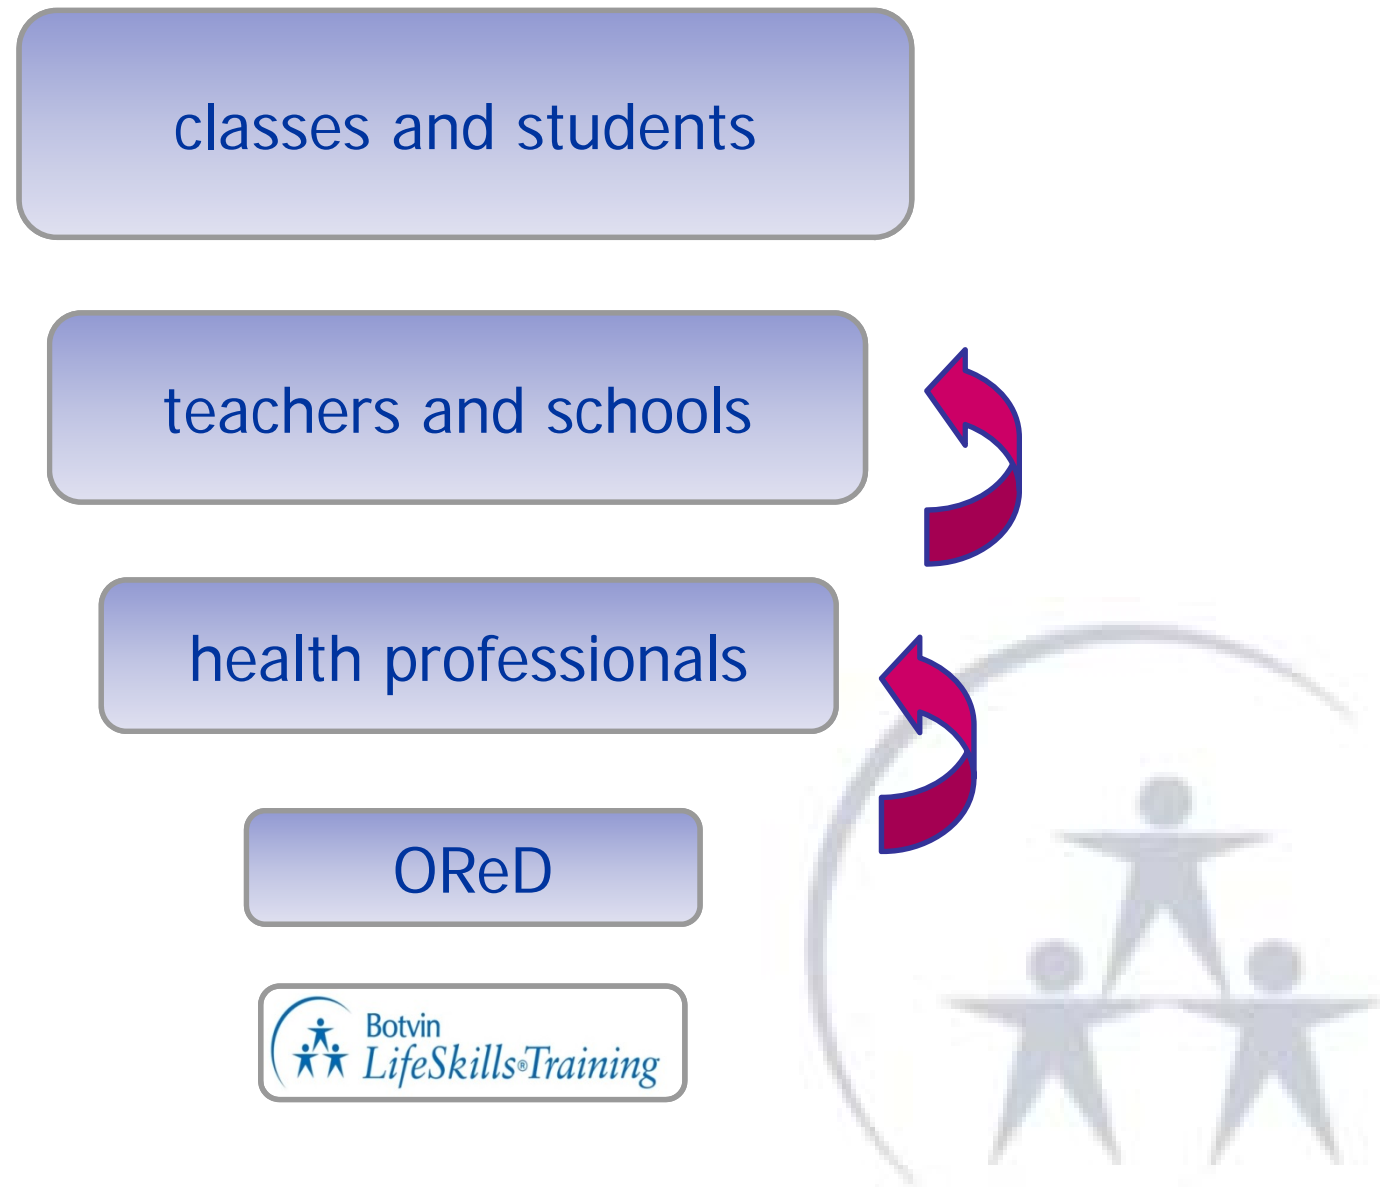 classes and students
teachers and schools
health professionals
OReD
Botvin
LifeSkills®Training